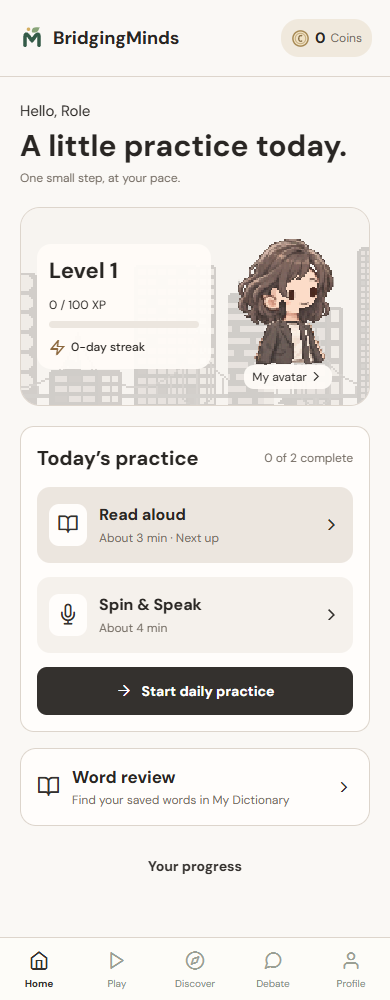 BridgingMinds
0 Coins
Hello, Role
A little practice today.
One small step, at your pace.
Level 1
0 / 100 XP
0-day streak
My avatar
Today's practice
0 of 2 complete
Read aloud
About 3 min · Next up
Spin & Speak
About 4 min
Start daily practice
Word review
Find your saved words in My Dictionary
Your progress
Home
Play
Discover
Debate
Profile